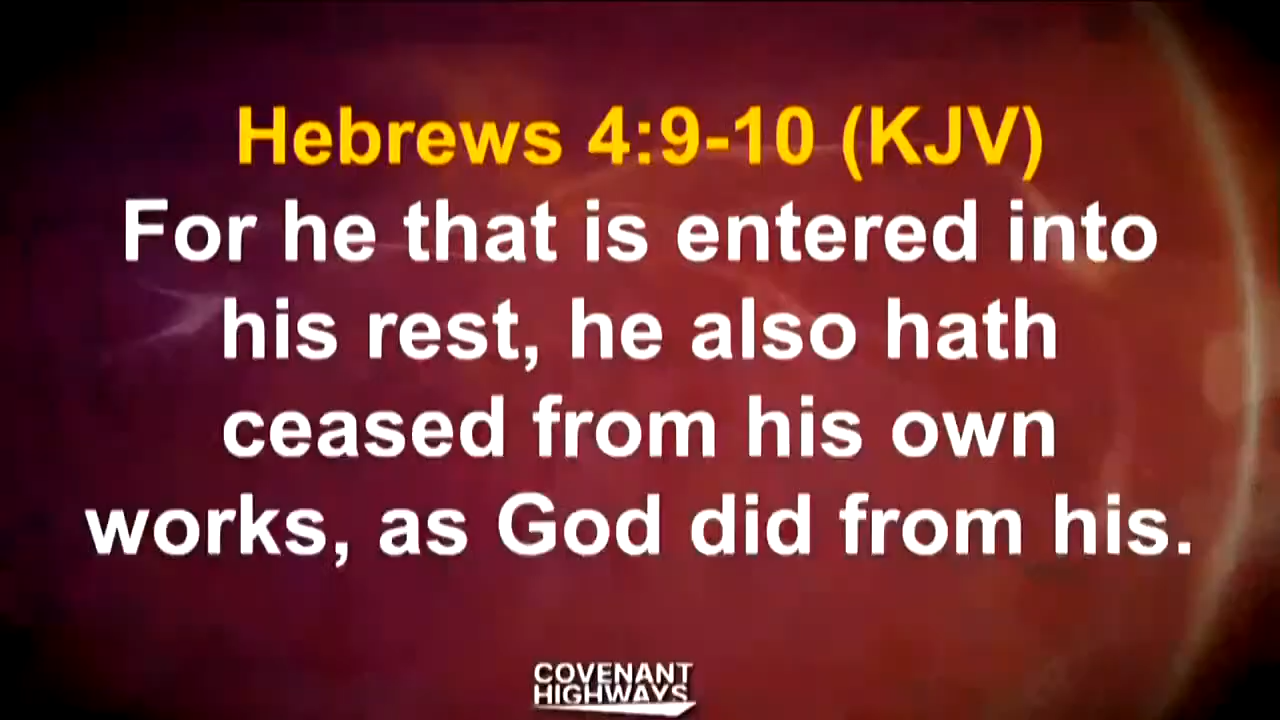 Hebrews 4:9-10 (KJV)
For he that is entered into
his rest, he also hath
ceased from his own
works, as God did from his.
COVENANT
HIGHWAYS